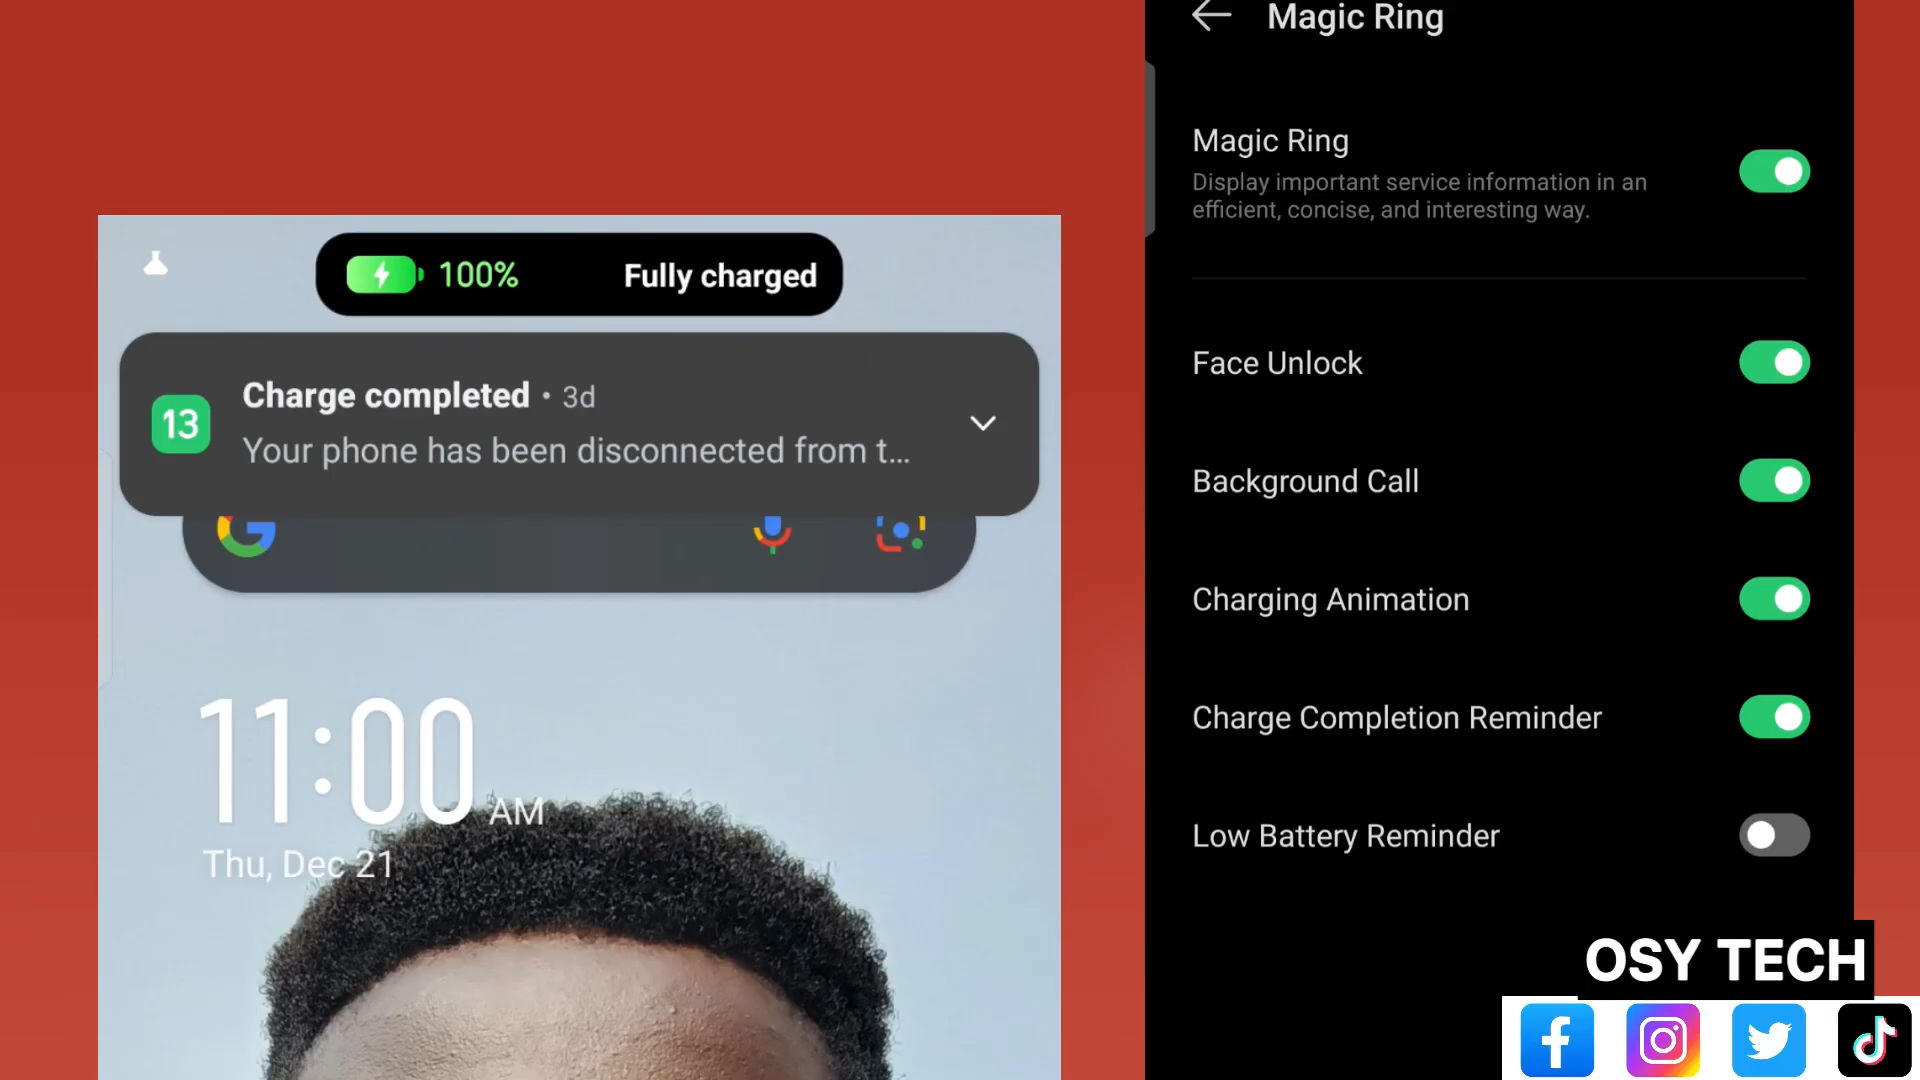 100% Fully charged
13
Charge completed • 3d
Your phone has been disconnected from t...
11:00 AM
Thu, Dec 21
Magic Ring
Magic Ring
Display important service information in an
efficient, concise, and interesting way.
Face Unlock
Background Call
Charging Animation
Charge Completion Reminder
Low Battery Reminder
OSY TECH